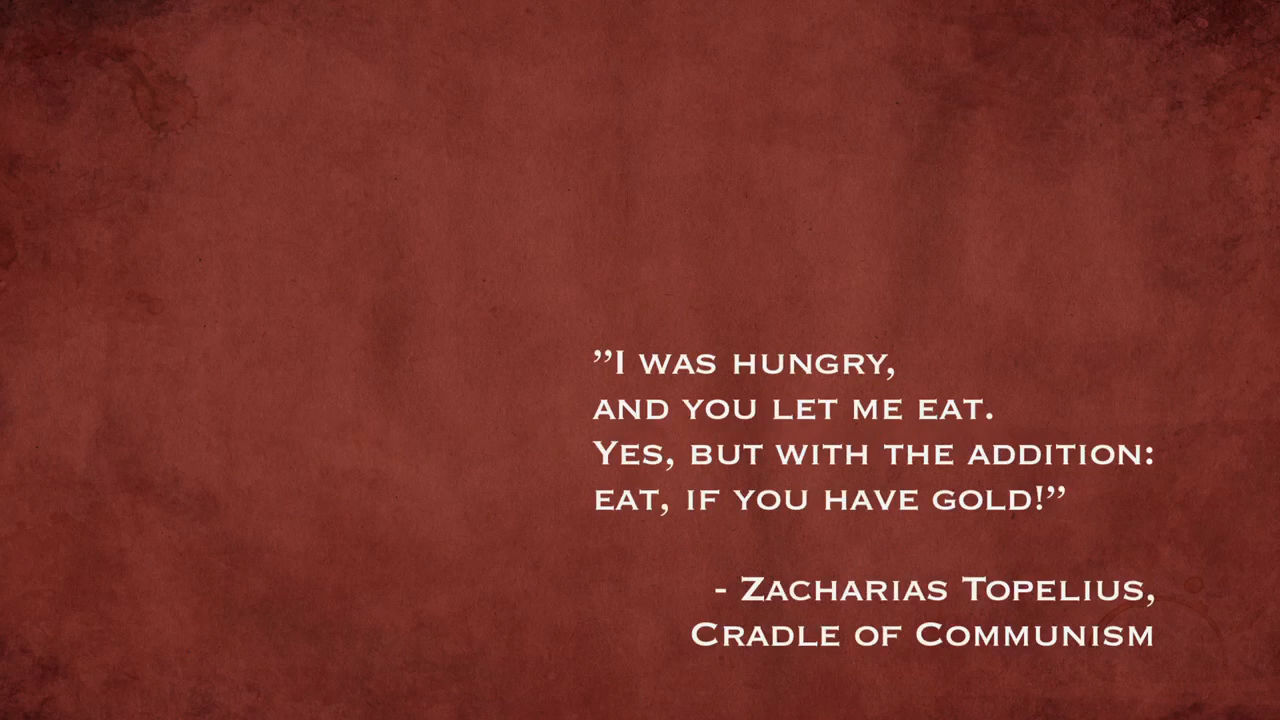 ”I was hungry,
and you let me eat.
Yes, but with the addition:
eat, if you have gold!”
- Zacharias Topelius,
Cradle of Communism